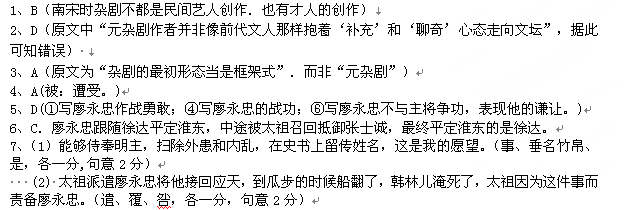 1、B（南宋时杂剧不都是民间艺人创作．也有才人的创作）↓
2、D（原文中“元杂剧作者并非像前代文人那样抱着‘补充’和‘聊奇’心态走向文坛”，据此
可知错误）·↓
3、A（原文为“杂剧的最初形态当是框架式”．而非“元杂剧”）↵
4、A(被：遭受。)↵
5、D(①写廖永忠作战勇敢；④写廖永忠的战功；⑥写廖永忠不与主将争功，表现他的谦让。)↵
6、C．廖永忠跟随徐达平定淮东，中途被太祖召回抵御张士诚，最终平定淮东的是徐达。↵
7、（1）能够侍奉明主，扫除外患和内乱，在史书上留传姓名，这是我的愿望。（事、垂名竹帛、
是，各一分,句意2分）↵
···(2)·太祖派遣廖永忠将他接回应天，到瓜步的时候船翻了，韩林儿淹死了，太祖因为这件事而
责备廖永忠。（遣、覆、咎，各一分，句意2分）↵